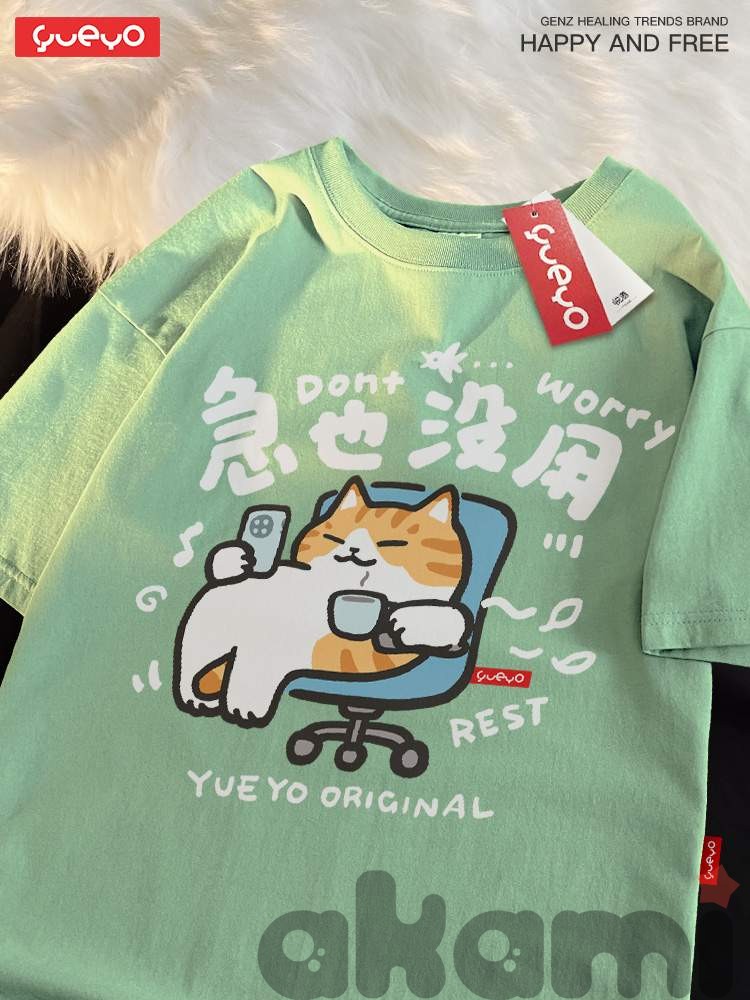 yueyo
GENZ HEALING TRENDS BRAND
HAPPY AND FREE
yueyo
Dont worry
急也没用
yueyo
REST
YUEYO ORIGINAL
yueyo
akami